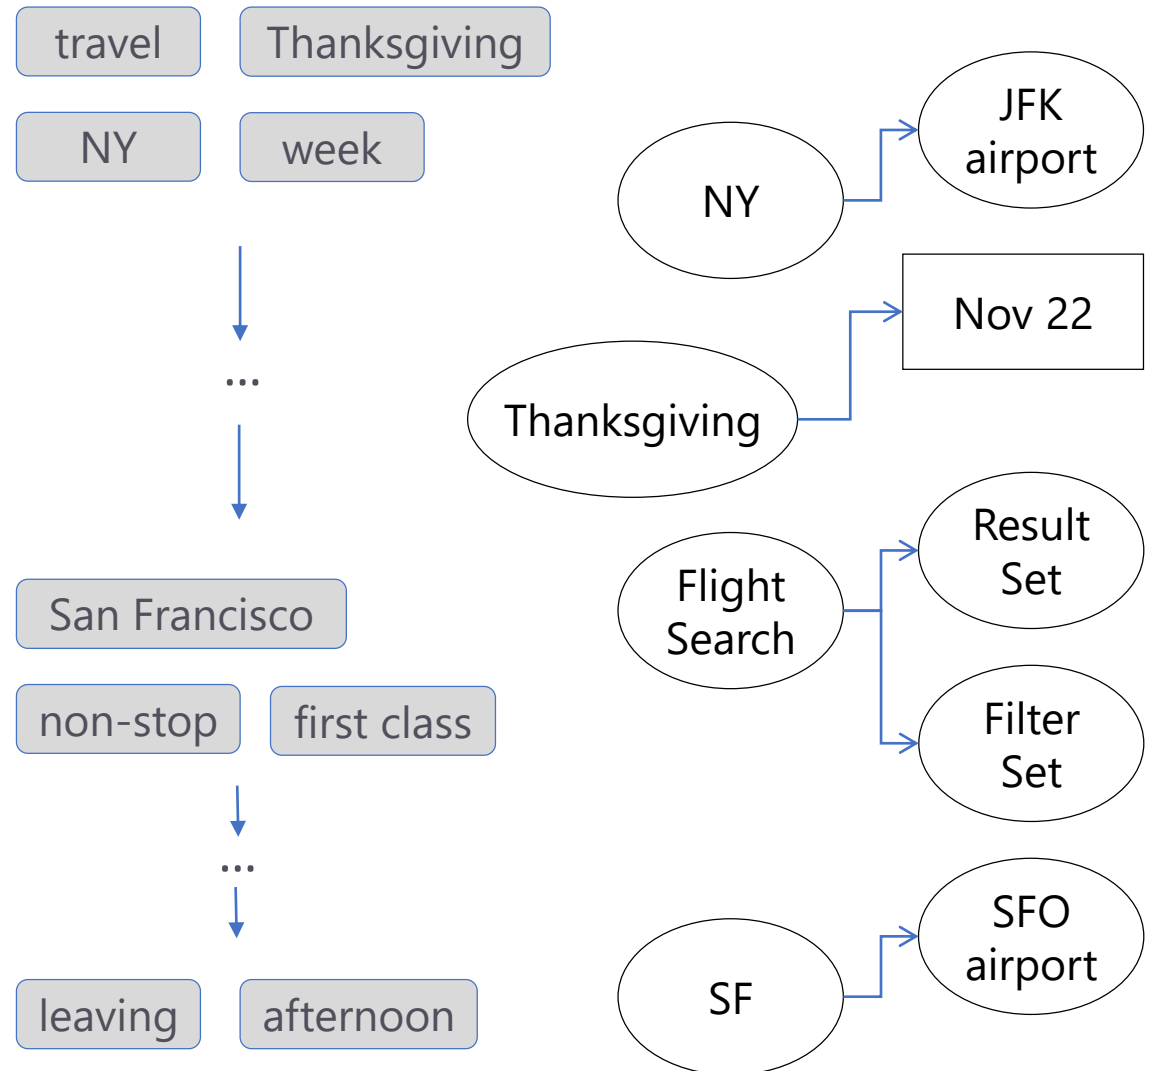 travel
Thanksgiving
NY
week
...
San Francisco
non-stop
first class
...
leaving
afternoon
NY
JFK
airport
Thanksgiving
Nov 22
Flight
Search
Result
Set
Filter
Set
SF
SFO
airport